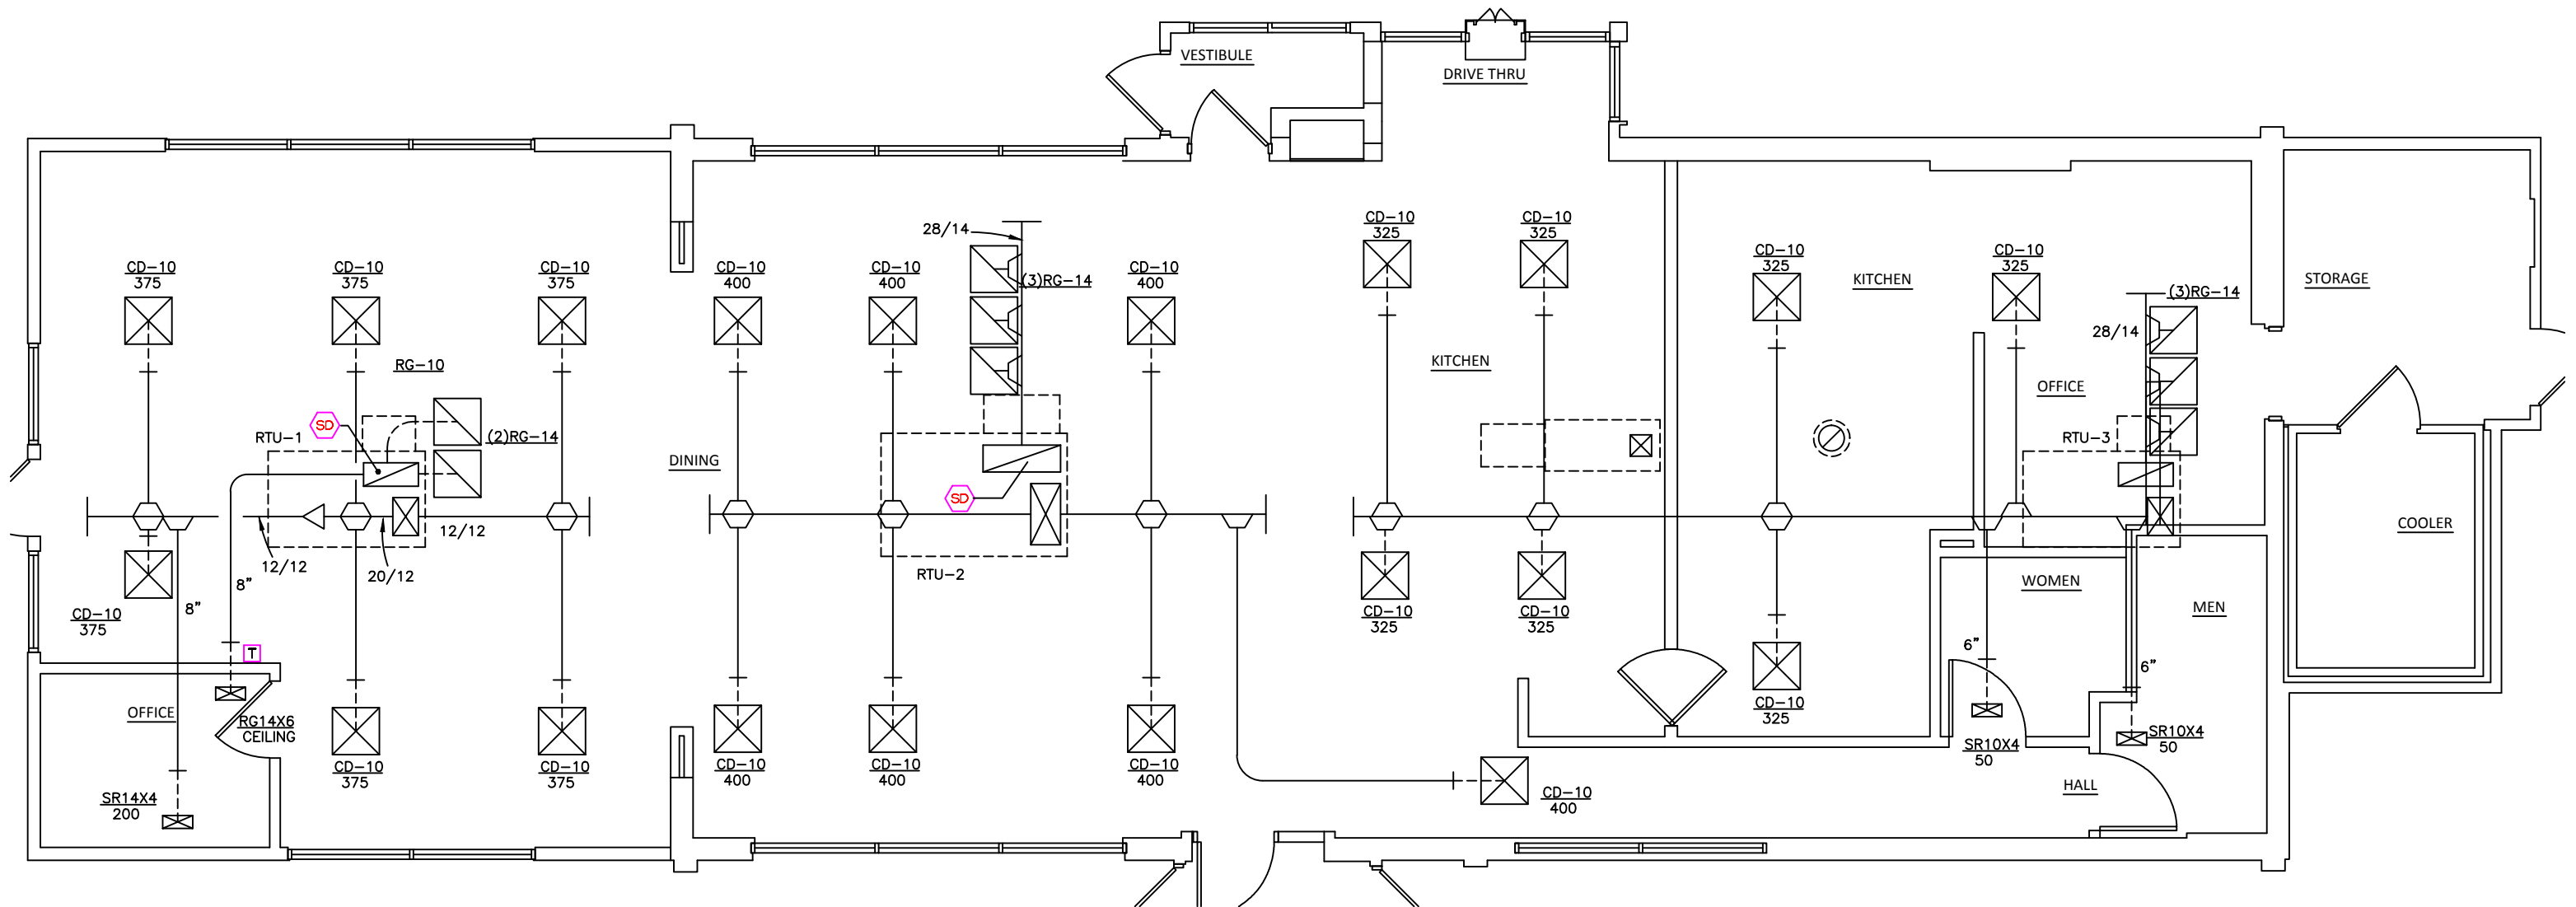 VESTIBULE
DRIVE THRU
CD-10
325
CD-10
325
28/14
CD-10
325
CD-10
325
CD-10
375
CD-10
375
CD-10
375
CD-10
400
CD-10
400
(3)RG-14
CD-10
400
KITCHEN
STORAGE
(3)RG-14
28/14
RG-10
KITCHEN
OFFICE
SD
RTU-1
(2)RG-14
RTU-3
DINING
SD
COOLER
12/12
12/12
20/12
RTU-2
8”
8”
WOMEN
MEN
CD-10
375
CD-10
325
CD-10
325
T
6”
6”
OFFICE
RG14X6
CEILING
CD-10
325
SR10X4
50
SR10X4
50
CD-10
375
CD-10
375
CD-10
400
CD-10
400
CD-10
400
HALL
CD-10
400
SR14X4
200